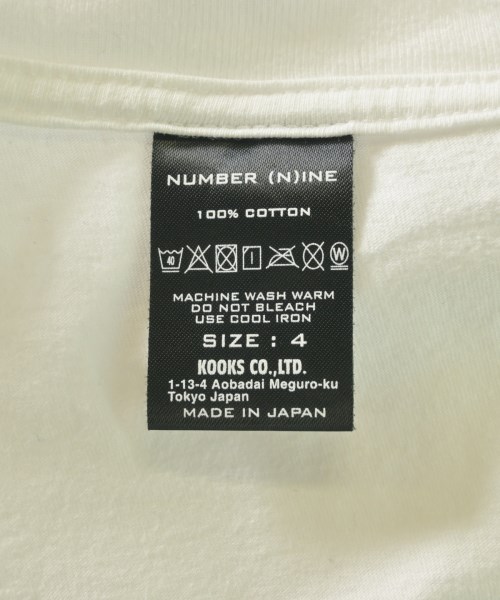 NUMBER (N)INE
100% COTTON
40 W
MACHINE WASH WARM
DO NOT BLEACH
USE COOL IRON
SIZE : 4
KOOKS CO.,LTD.
1-13-4 Aobadai Meguro-ku
Tokyo Japan
MADE IN JAPAN